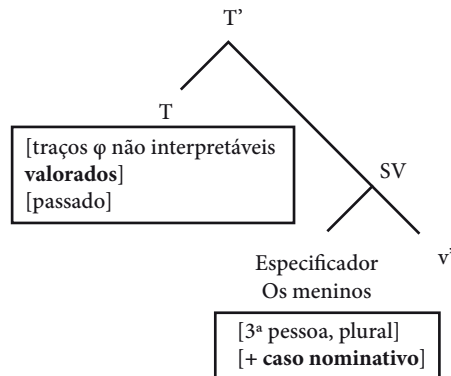 T’
T
[traços φ não interpretáveis
valorados]
[passado]
SV
Especificador
Os meninos
v’
[3ª pessoa, plural]
[+ caso nominativo]